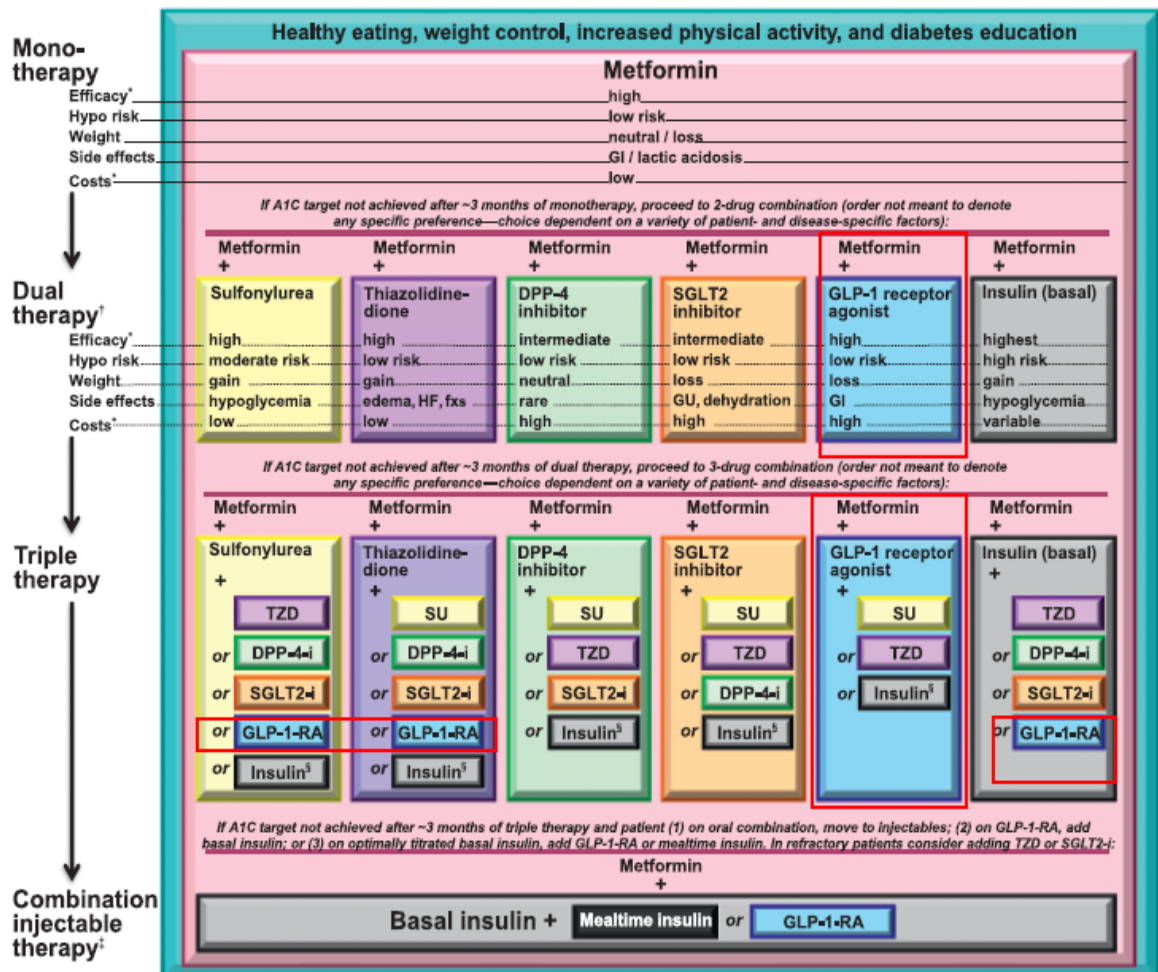 Healthy eating, weight control, increased physical activity, and diabetes education
Mono-
therapy
Metformin
Efficacy* high
Hypo risk low risk
Weight neutral / loss
Side effects GI / lactic acidosis
Costs* low
If A1C target not achieved after ~3 months of monotherapy, proceed to 2-drug combination (order not meant to denote
any specific preference—choice dependent on a variety of patient- and disease-specific factors):
Metformin Metformin Metformin Metformin Metformin Metformin
+ + + + + +
Dual
therapy†
Sulfonylurea Thiazolidine- DPP-4 SGLT2 GLP-1 receptor Insulin (basal)
dione inhibitor inhibitor agonist
Efficacy* high high intermediate intermediate high highest
Hypo risk moderate risk low risk low risk low risk low risk high risk
Weight gain gain neutral loss loss gain
Side effects hypoglycemia edema, HF, fxs rare GU, dehydration GI hypoglycemia
Costs* low low high high high variable
If A1C target not achieved after ~3 months of dual therapy, proceed to 3-drug combination (order not meant to denote
any specific preference—choice dependent on a variety of patient- and disease-specific factors):
Metformin Metformin Metformin Metformin Metformin Metformin
+ + + + + +
Triple
therapy
Sulfonylurea Thiazolidine- DPP-4 SGLT2 GLP-1 receptor Insulin (basal)
dione inhibitor inhibitor agonist
+ + + + + +
TZD SU SU SU SU TZD
or DPP-4-i or DPP-4-i or TZD or TZD or TZD or DPP-4-i
or SGLT2-i or SGLT2-i or SGLT2-i or DPP-4-i or Insulin§ or SGLT2-i
or GLP-1-RA or GLP-1-RA or Insulin§ or Insulin§ or GLP-1-RA
or Insulin§ or Insulin§
If A1C target not achieved after ~3 months of triple therapy and patient (1) on oral combination, move to injectables; (2) on GLP-1-RA, add
basal insulin; or (3) on optimally titrated basal insulin, add GLP-1-RA or mealtime insulin. In refractory patients consider adding TZD or SGLT2-i:
Metformin
+
Combination
injectable
therapy‡
Basal insulin + Mealtime insulin or GLP-1-RA